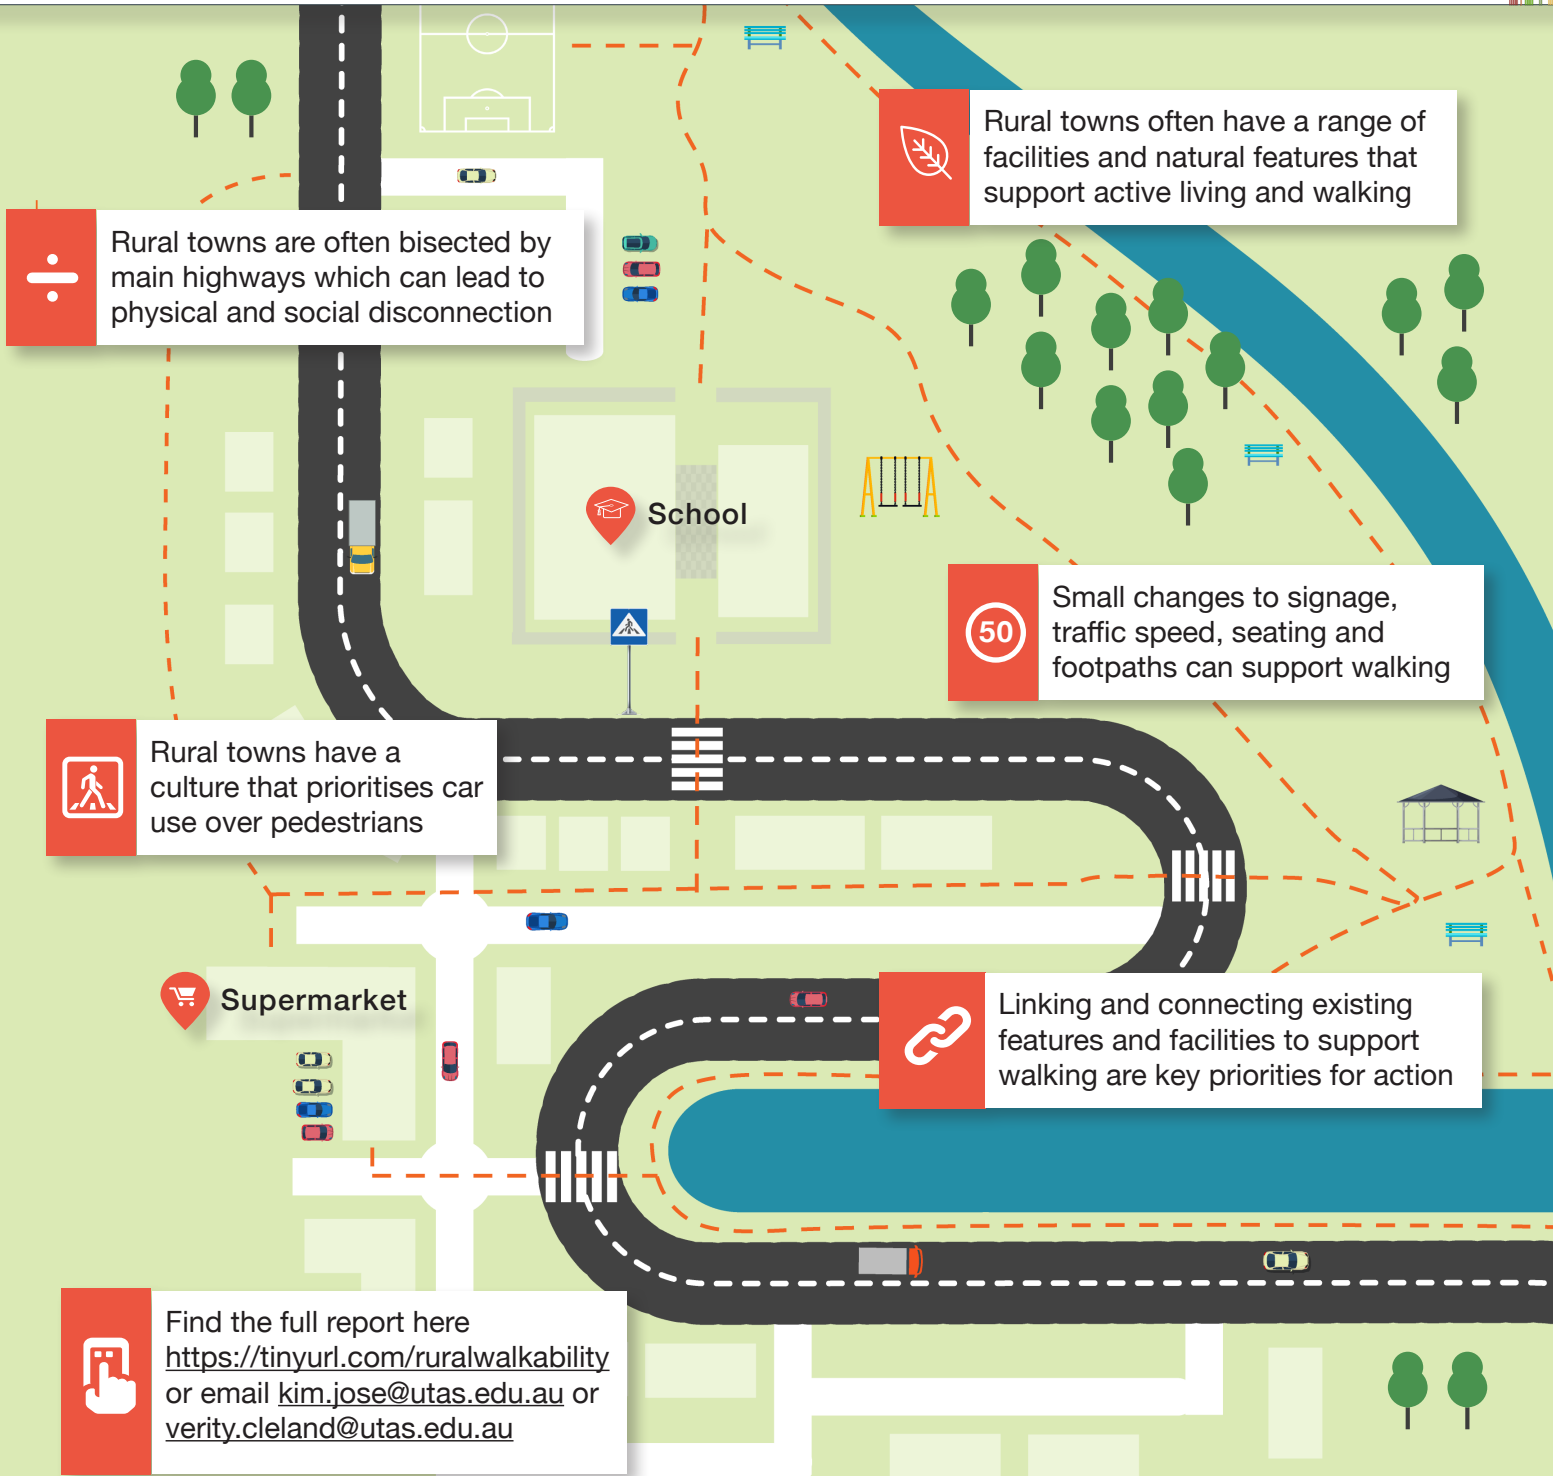 Rural towns often have a range of
facilities and natural features that
support active living and walking
Rural towns are often bisected by
main highways which can lead to
physical and social disconnection
School
50
Small changes to signage,
traffic speed, seating and
footpaths can support walking
Rural towns have a
culture that prioritises car
use over pedestrians
Supermarket
Linking and connecting existing
features and facilities to support
walking are key priorities for action
Find the full report here
https://tinyurl.com/ruralwalkability
or email kim.jose@utas.edu.au or
verity.cleland@utas.edu.au